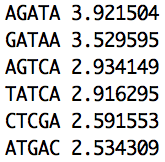 AGATA 3.921504
GATAA 3.529595
AGTCA 2.934149
TATCA 2.916295
CTCGA 2.591553
ATGAC 2.534309